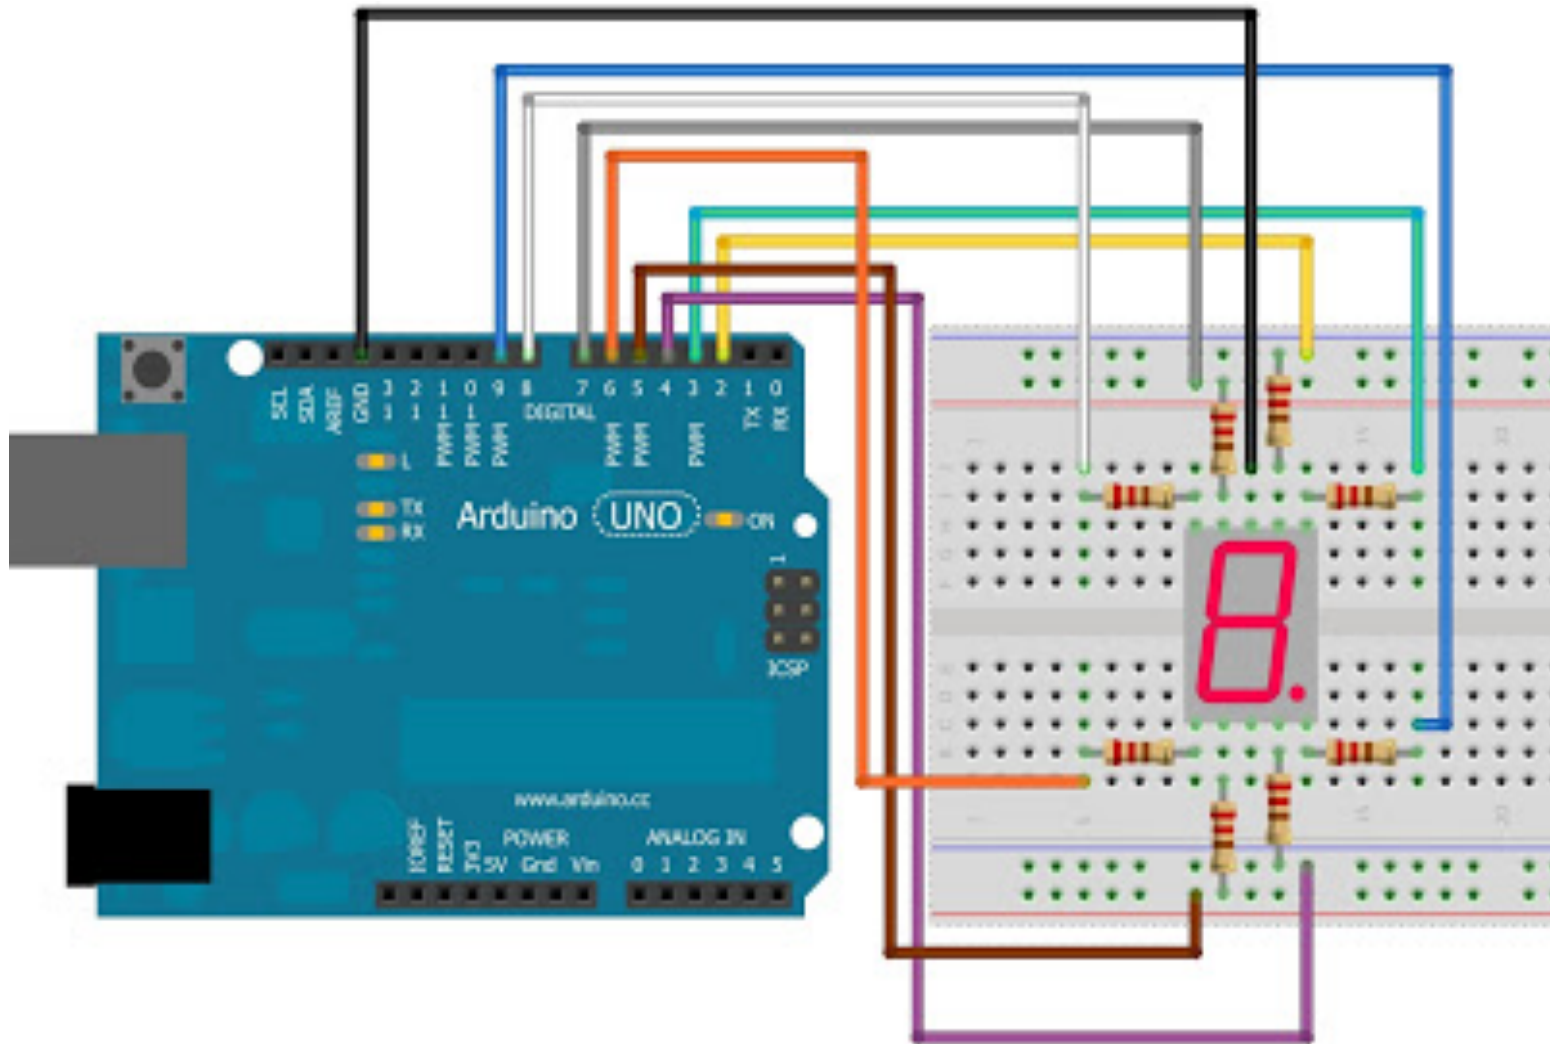 SCL
SDA
AREF
GND
13
12
PWM 11
PWM 10
PWM 9
8
7
PWM 6
PWM 5
4
PWM 3
2
TX 1
RX 0
DIGITAL
L
TX
RX
Arduino UNO
ON
1
ICSP
www.arduino.cc
POWER
ANALOG IN
IOREF RESET 3V3 5V Gnd Vin
0 1 2 3 4 5